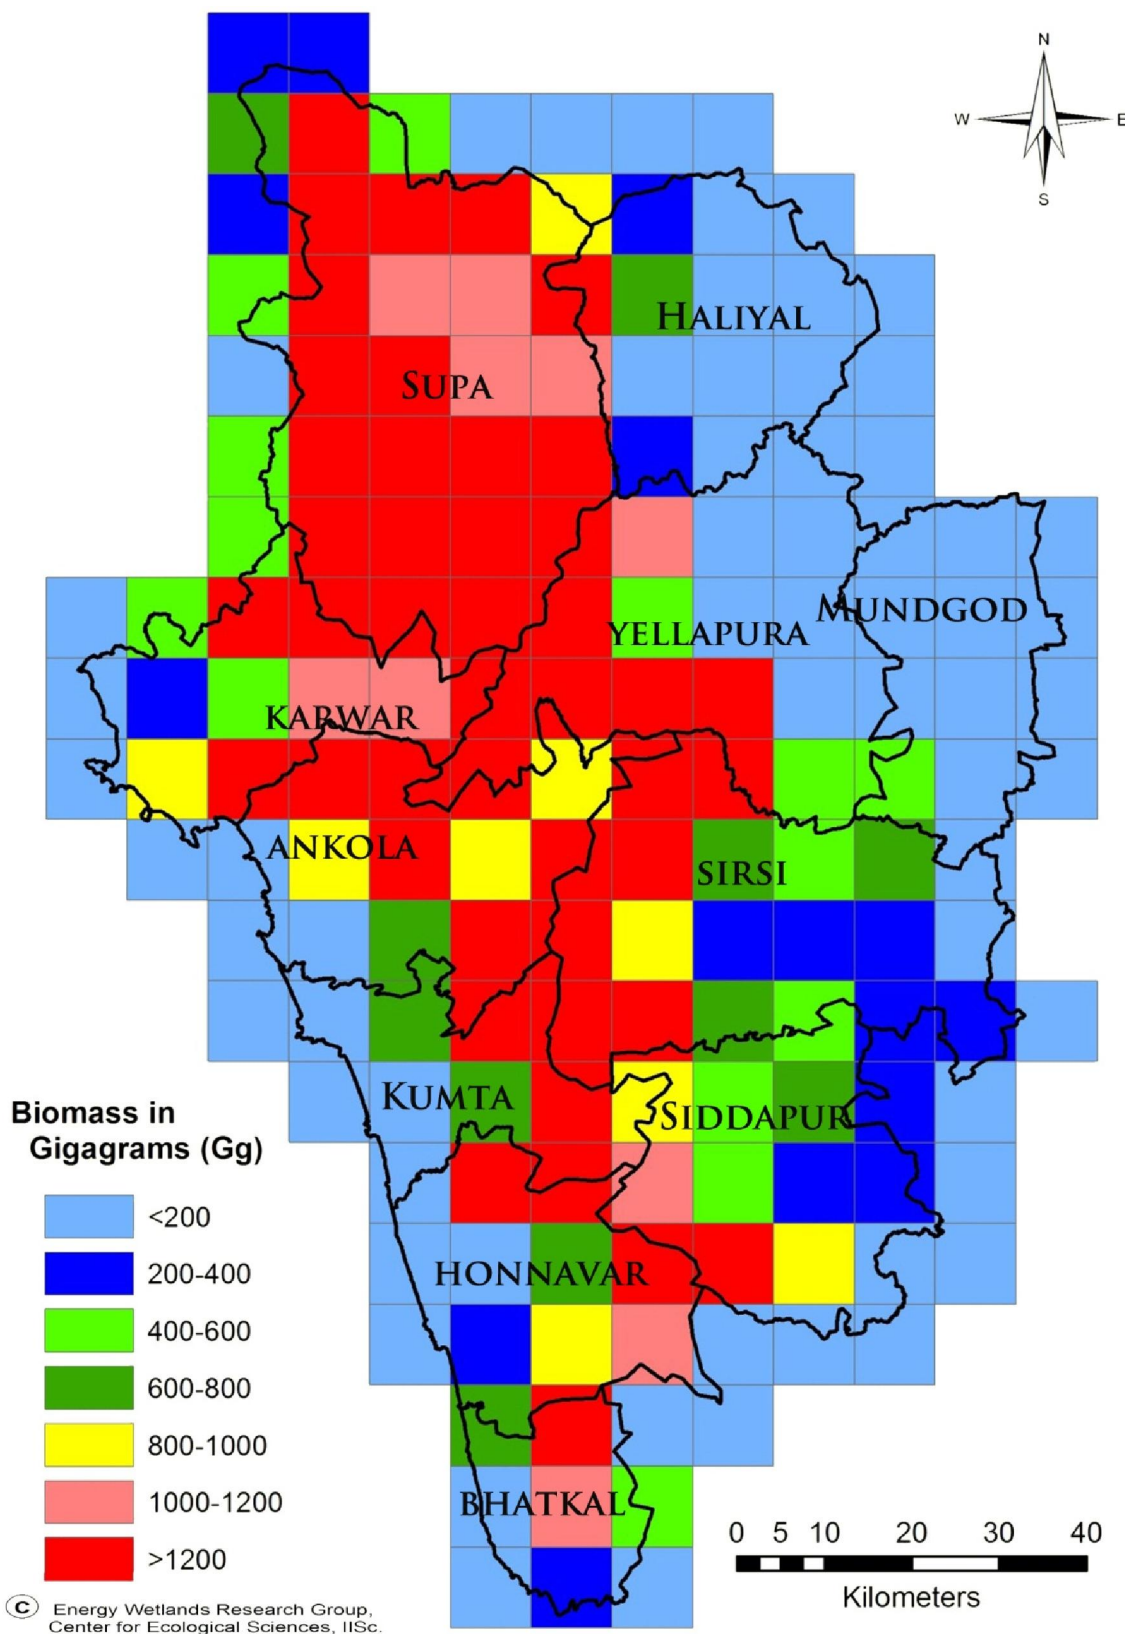 N
W E
S
HALIYAL
SUPA
MUNDGOD
YELLAPURA
KARWAR
ANKOLA
SIRSI
KUMTA
SIDDAPUR
HONNAVAR
BHATKAL
Biomass in
Gigagrams (Gg)
<200
200-400
400-600
600-800
800-1000
1000-1200
>1200
0 5 10 20 30 40
Kilometers
C Energy Wetlands Research Group,
Center for Ecological Sciences, IISc.